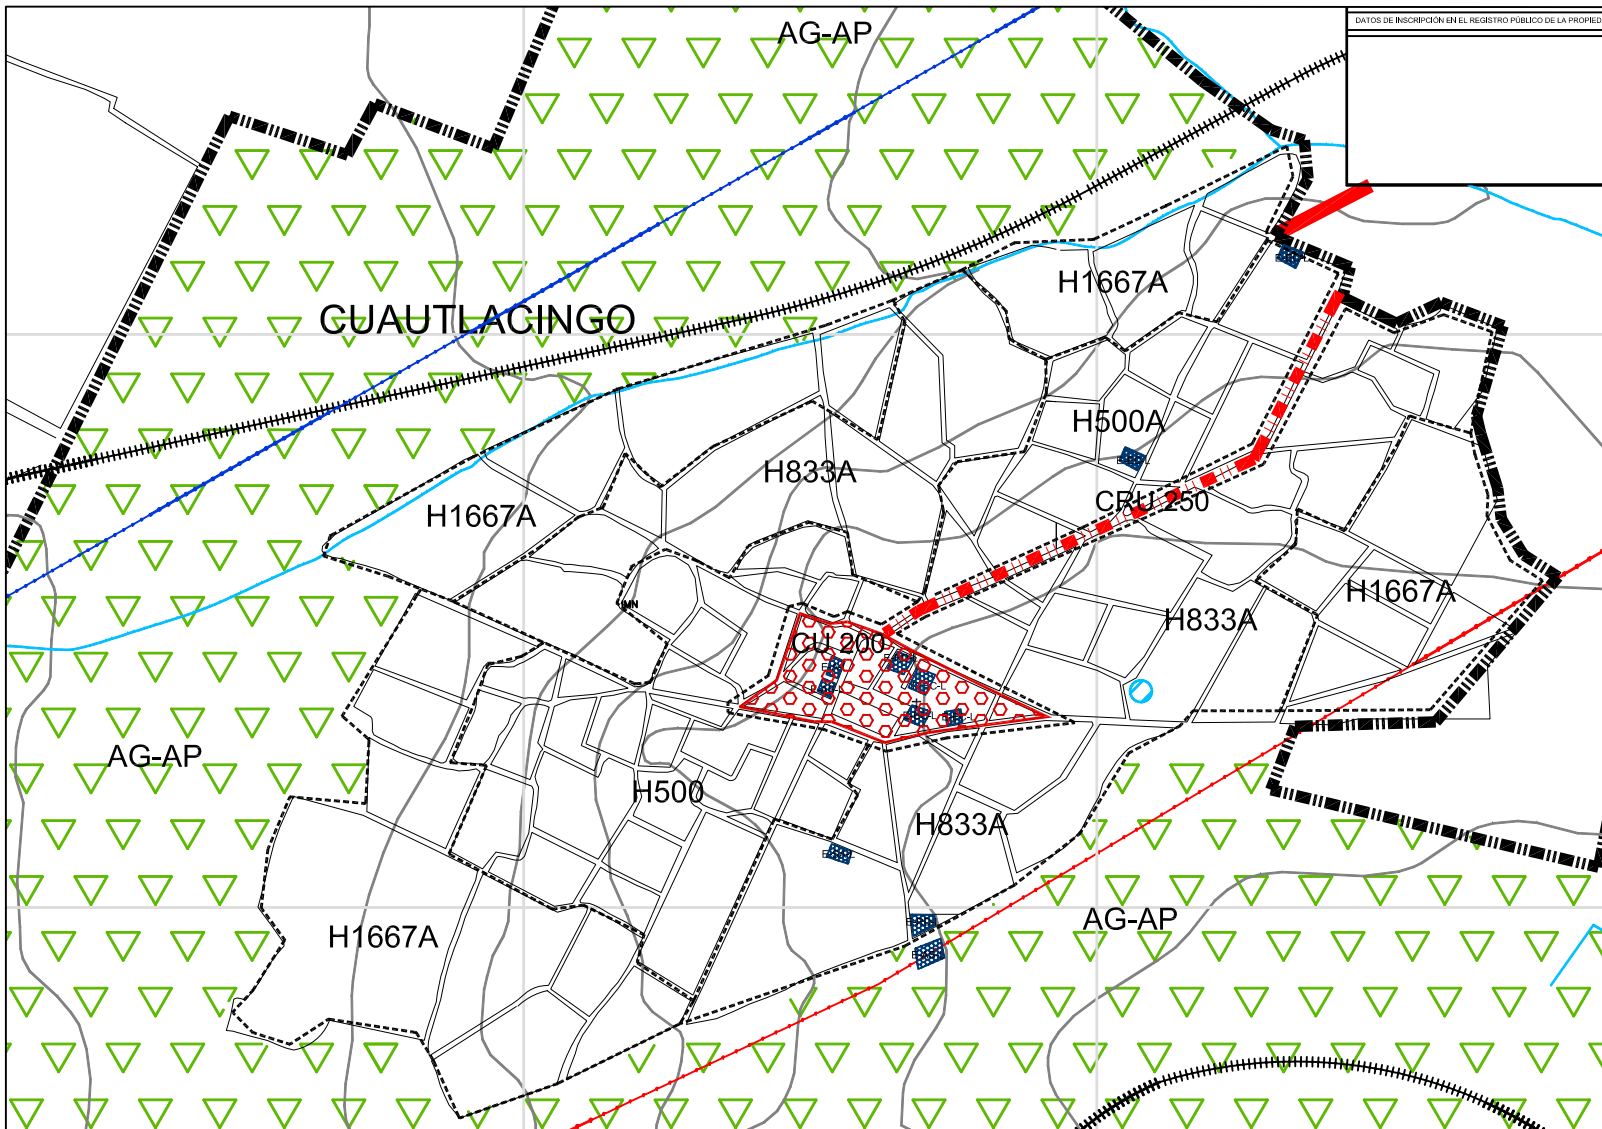 DATOS DE INSCRIPCIÓN EN EL REGISTRO PÚBLICO DE LA PROPIED
AG-AP
H1667A
CUAUTLACINGO
H500A
H833A
CRU 250
H1667A
H1667A
H833A
CU 200
AG-AP
H500
H833A
AG-AP
H1667A